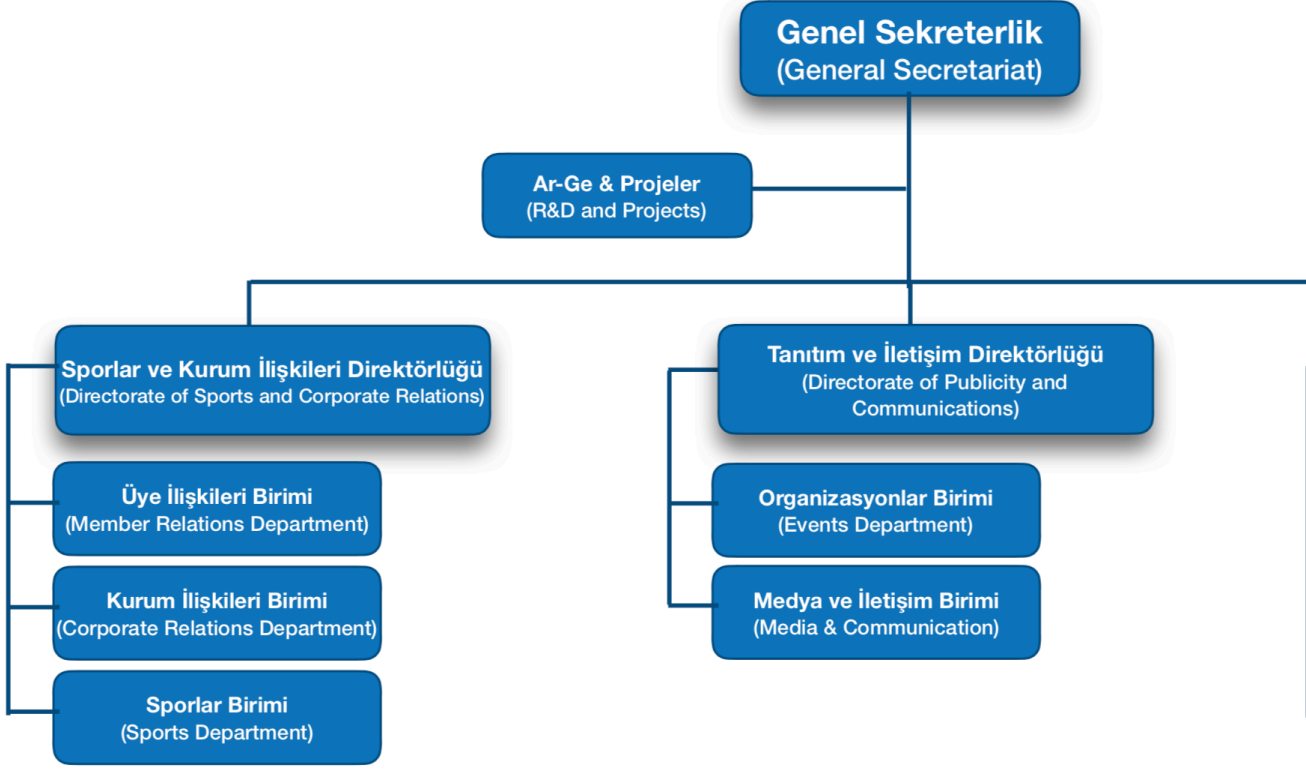 Genel Sekreterlik
(General Secretariat)
Ar-Ge & Projeler
(R&D and Projects)
Sporlar ve Kurum İlişkileri Direktörlüğü
(Directorate of Sports and Corporate Relations)
Üye İlişkileri Birimi
(Member Relations Department)
Kurum İlişkileri Birimi
(Corporate Relations Department)
Sporlar Birimi
(Sports Department)
Tanıtım ve İletişim Direktörlüğü
(Directorate of Publicity and
Communications)
Organizasyonlar Birimi
(Events Department)
Medya ve İletişim Birimi
(Media & Communication)